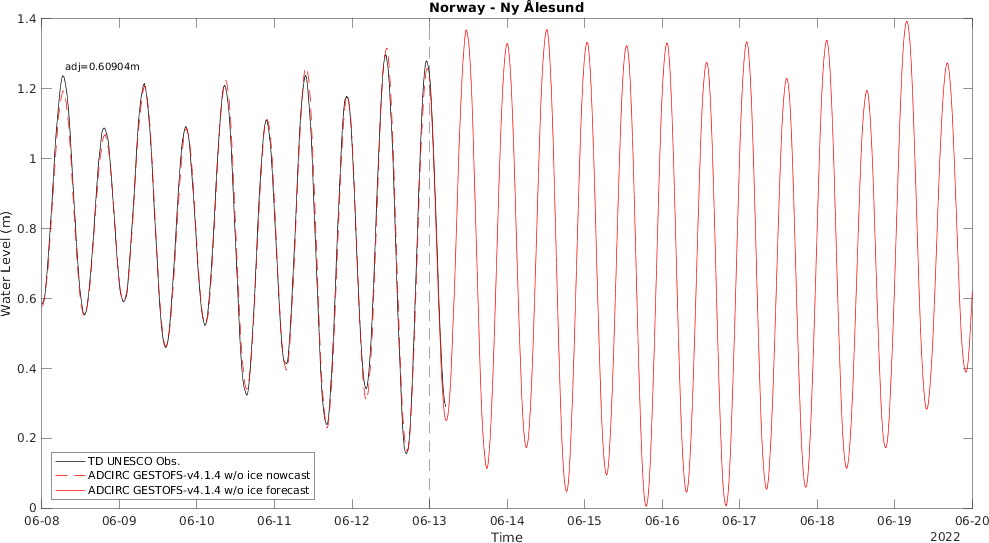 Norway - Ny Ålesund
adj=0.60904m
Water Level (m)
1.4
1.2
1
0.8
0.6
0.4
0.2
0
TD UNESCO Obs.
ADCIRC GESTOFS-v4.1.4 w/o ice nowcast
ADCIRC GESTOFS-v4.1.4 w/o ice forecast
06-08 06-09 06-10 06-11 06-12 06-13 06-14 06-15 06-16 06-17 06-18 06-19 06-20
Time
2022